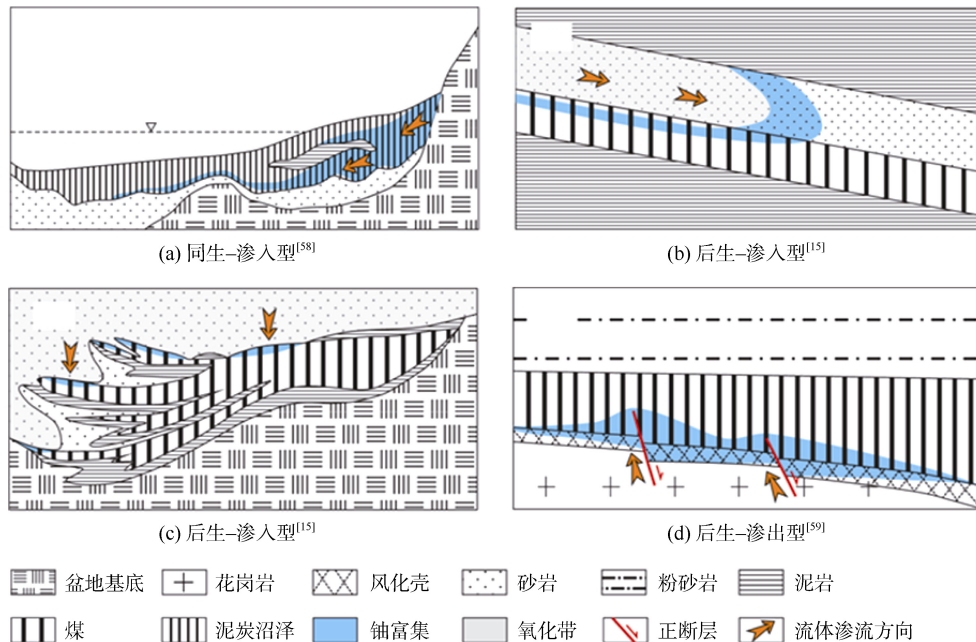 (a) 同生–渗入型[58]
(b) 后生–渗入型[15]
(c) 后生–渗入型[15]
(d) 后生–渗出型[59]
盆地基底 花岗岩 风化壳 砂岩 粉砂岩 泥岩
煤 泥炭沼泽 铀富集 氧化带 正断层 流体渗流方向